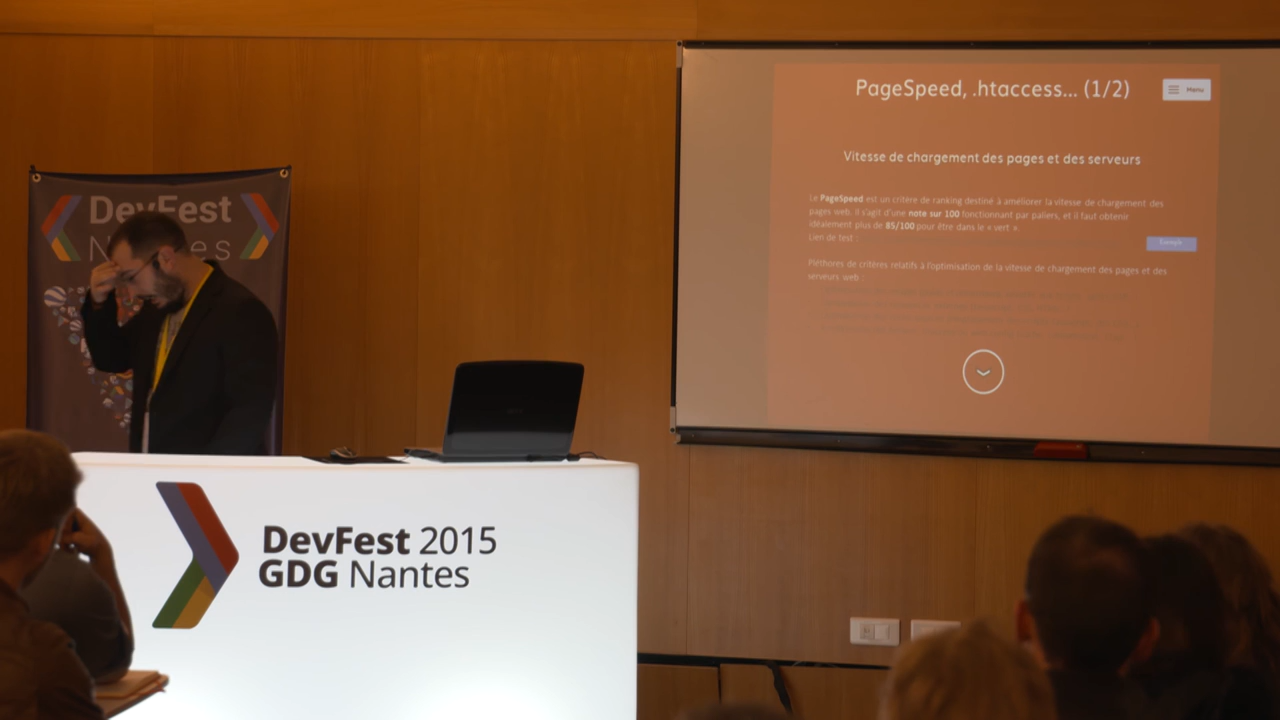 PageSpeed, .htaccess... (1/2)
Menu
Vitesse de chargement des pages et des serveurs
Le PageSpeed est un critère de ranking destiné à améliorer la vitesse de chargement des
pages web. Il s'agit d'une note sur 100 fonctionnant par paliers, et il faut obtenir
idéalement plus de 85/100 pour être dans le « vert ».
Lien de test :
Pléthores de critères relatifs à l'optimisation de la vitesse de chargement des pages et des
serveurs web :
DevFest
Nantes
DevFest 2015
GDG Nantes